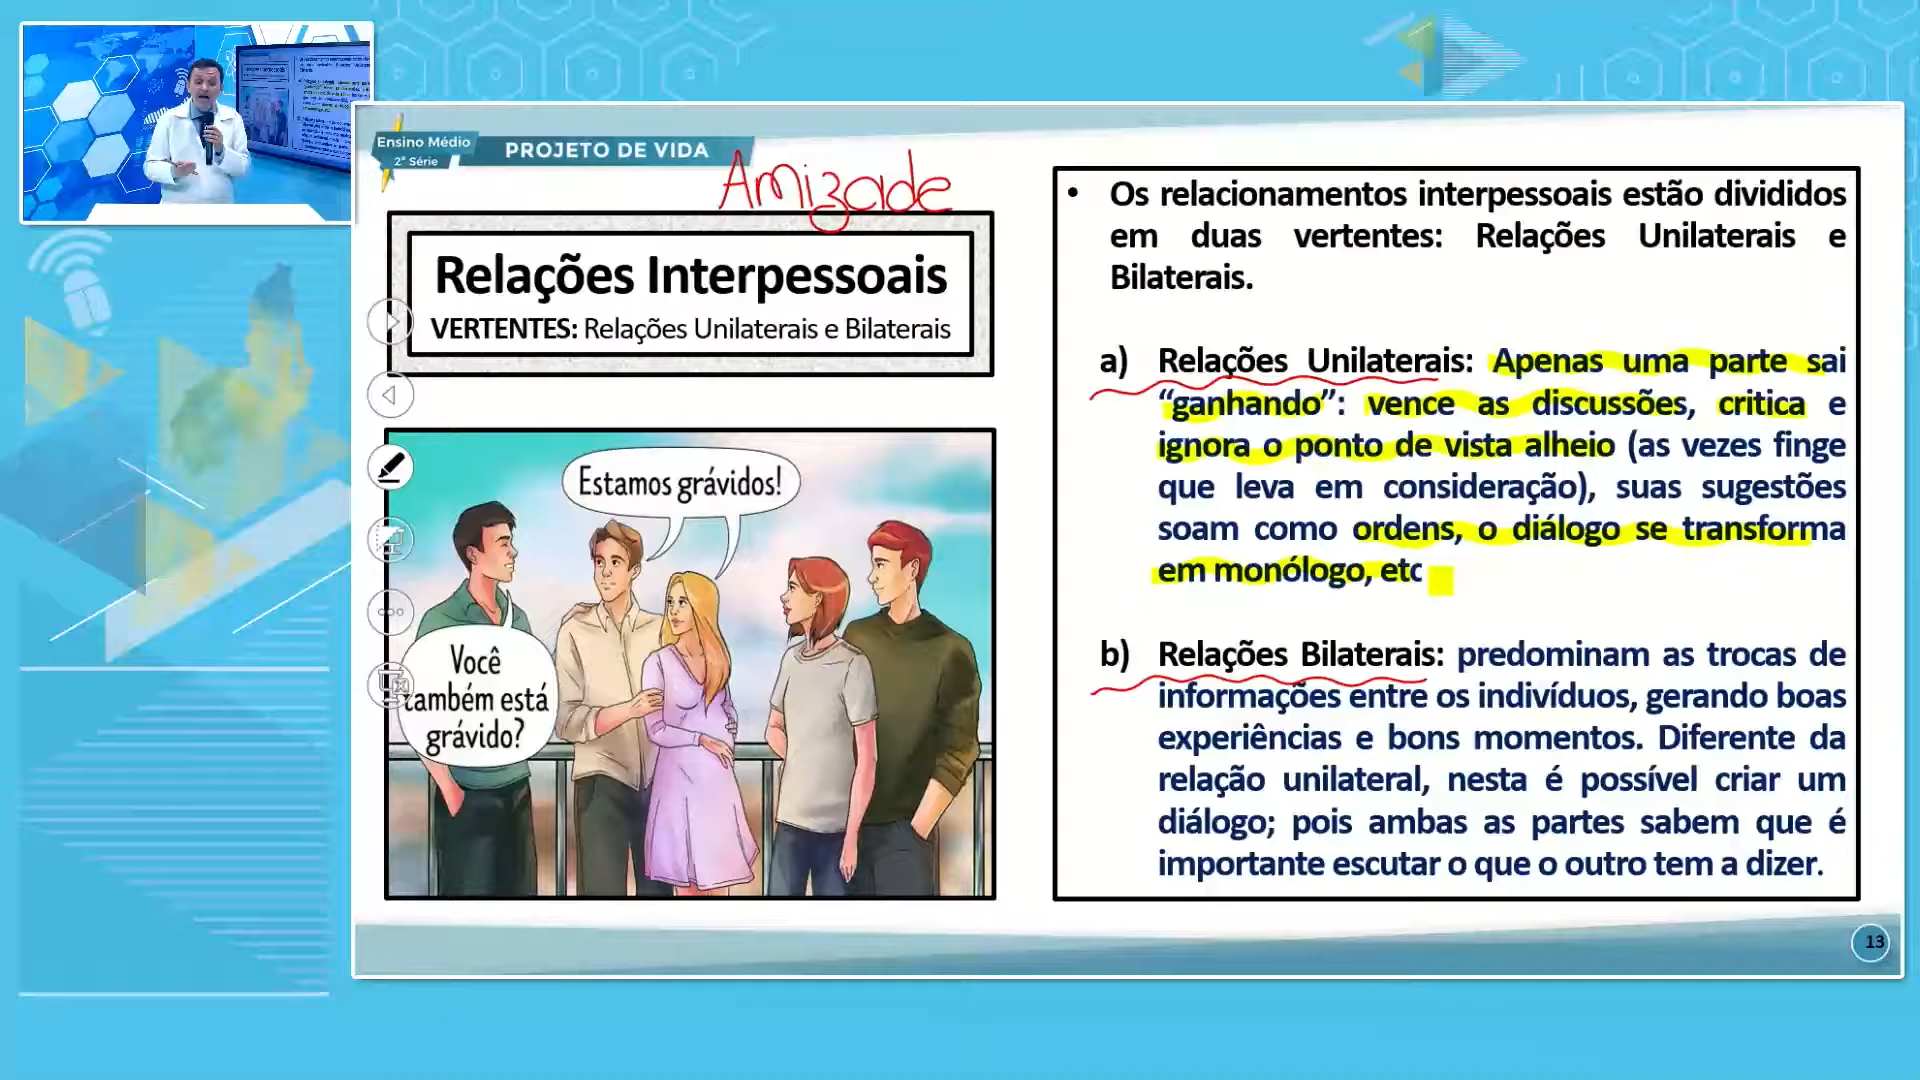 Ensino Médio
2ª Série
PROJETO DE VIDA
Amizade
Relações Interpessoais
VERTENTES: Relações Unilaterais e Bilaterais
Estamos grávidos!
Você
também está
grávido?
• Os relacionamentos interpessoais estão divididos
em duas vertentes: Relações Unilaterais e
Bilaterais.
a) Relações Unilaterais: Apenas uma parte sai
“ganhando”: vence as discussões, critica e
ignora o ponto de vista alheio (as vezes finge
que leva em consideração), suas sugestões
soam como ordens, o diálogo se transforma
em monólogo, etc
b) Relações Bilaterais: predominam as trocas de
informações entre os indivíduos, gerando boas
experiências e bons momentos. Diferente da
relação unilateral, nesta é possível criar um
diálogo; pois ambas as partes sabem que é
importante escutar o que o outro tem a dizer.
13